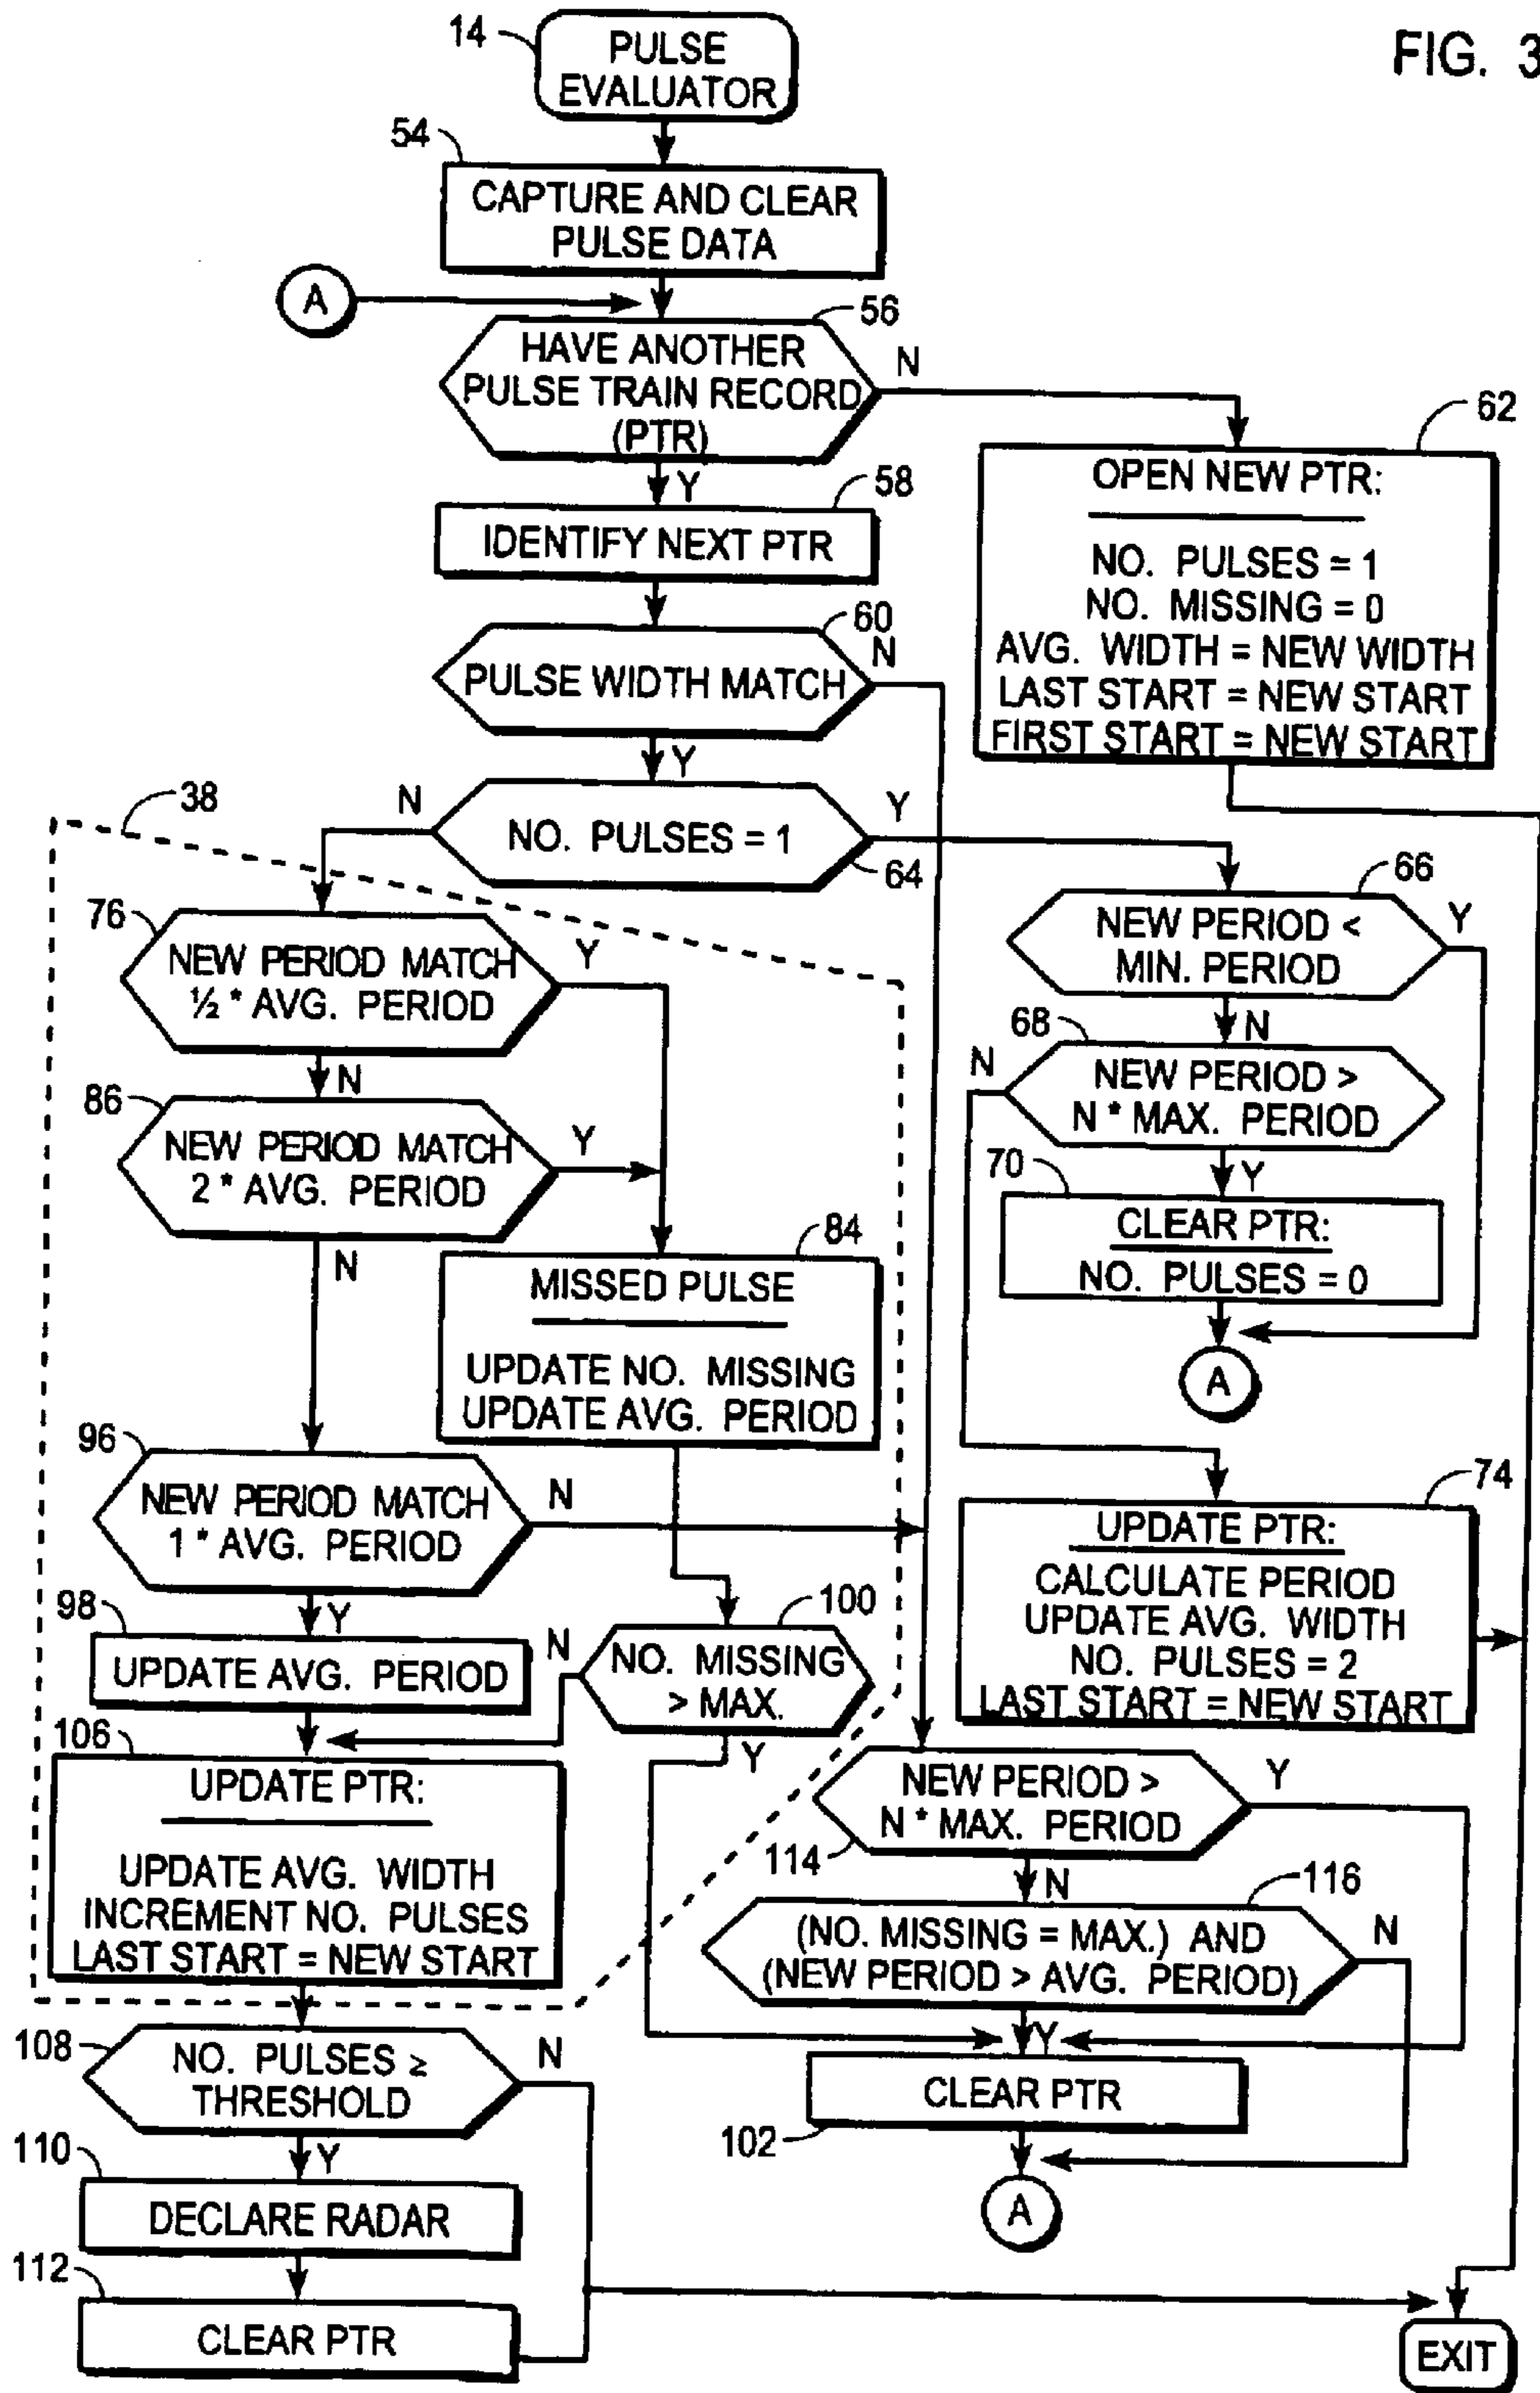 FIG. 3
14
PULSE
EVALUATOR
54
CAPTURE AND CLEAR
PULSE DATA
A
56
HAVE ANOTHER
PULSE TRAIN RECORD
(PTR)
N
Y
62
OPEN NEW PTR:
NO. PULSES = 1
NO. MISSING = 0
AVG. WIDTH = NEW WIDTH
LAST START = NEW START
FIRST START = NEW START
58
IDENTIFY NEXT PTR
60
PULSE WIDTH MATCH
N
Y
38
N
NO. PULSES = 1
Y
64
66
NEW PERIOD <
MIN. PERIOD
Y
N
68
N
NEW PERIOD >
N * MAX. PERIOD
Y
70
CLEAR PTR:
NO. PULSES = 0
A
76
NEW PERIOD MATCH
½ * AVG. PERIOD
Y
N
86
NEW PERIOD MATCH
2 * AVG. PERIOD
Y
N
84
MISSED PULSE
UPDATE NO. MISSING
UPDATE AVG. PERIOD
74
UPDATE PTR:
CALCULATE PERIOD
UPDATE AVG. WIDTH
NO. PULSES = 2
LAST START = NEW START
96
NEW PERIOD MATCH
1 * AVG. PERIOD
N
Y
98
UPDATE AVG. PERIOD
100
N
NO. MISSING
> MAX.
Y
106
UPDATE PTR:
UPDATE AVG. WIDTH
INCREMENT NO. PULSES
LAST START = NEW START
NEW PERIOD >
N * MAX. PERIOD
Y
114
N
116
(NO. MISSING = MAX.) AND
(NEW PERIOD > AVG. PERIOD)
N
Y
CLEAR PTR
102
A
108
NO. PULSES ≥
THRESHOLD
N
Y
110
DECLARE RADAR
112
CLEAR PTR
EXIT